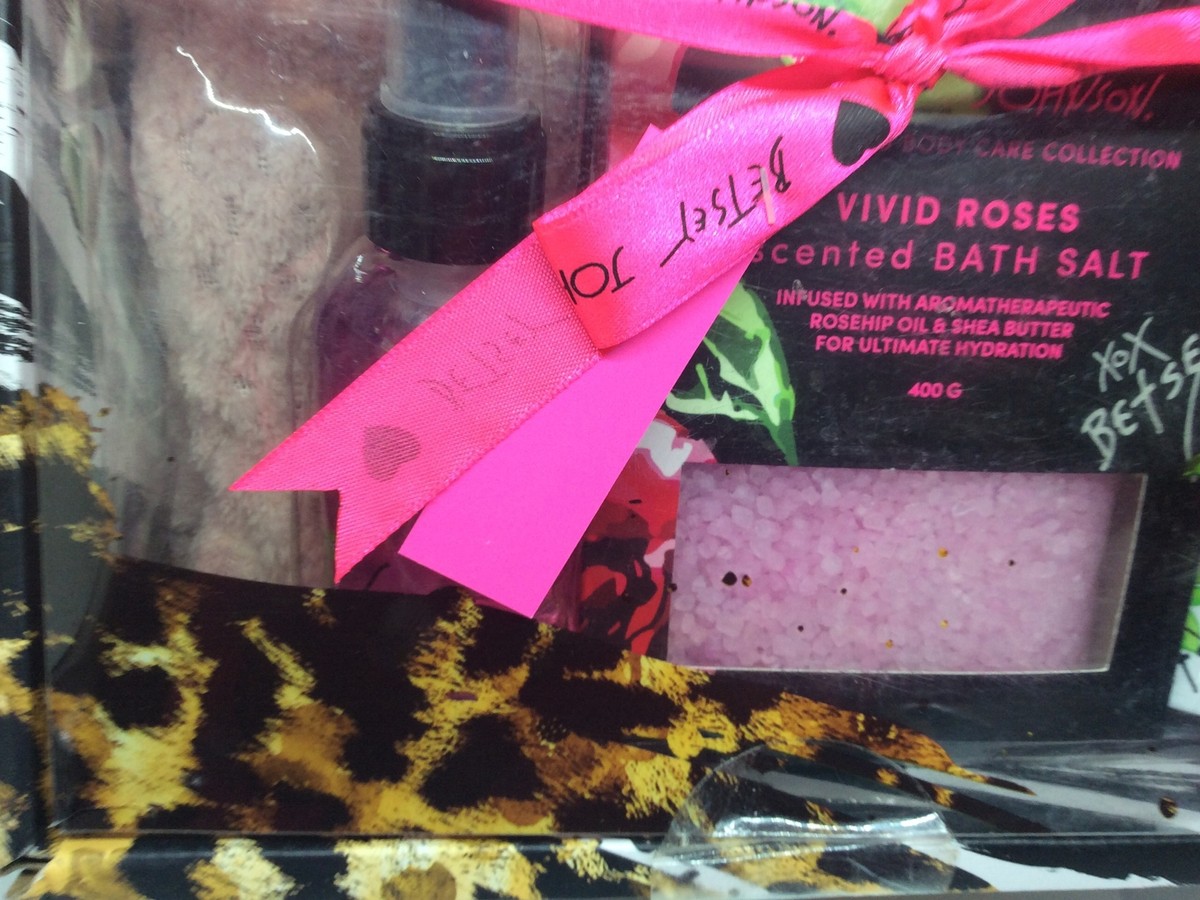 JOHNSON.
BODY CARE COLLECTION
VIVID ROSES
scented BATH SALT
INFUSED WITH AROMATHERAPEUTIC
ROSEHIP OIL & SHEA BUTTER
FOR ULTIMATE HYDRATION
400 G
XOX
BETSE
BETSEY JOH